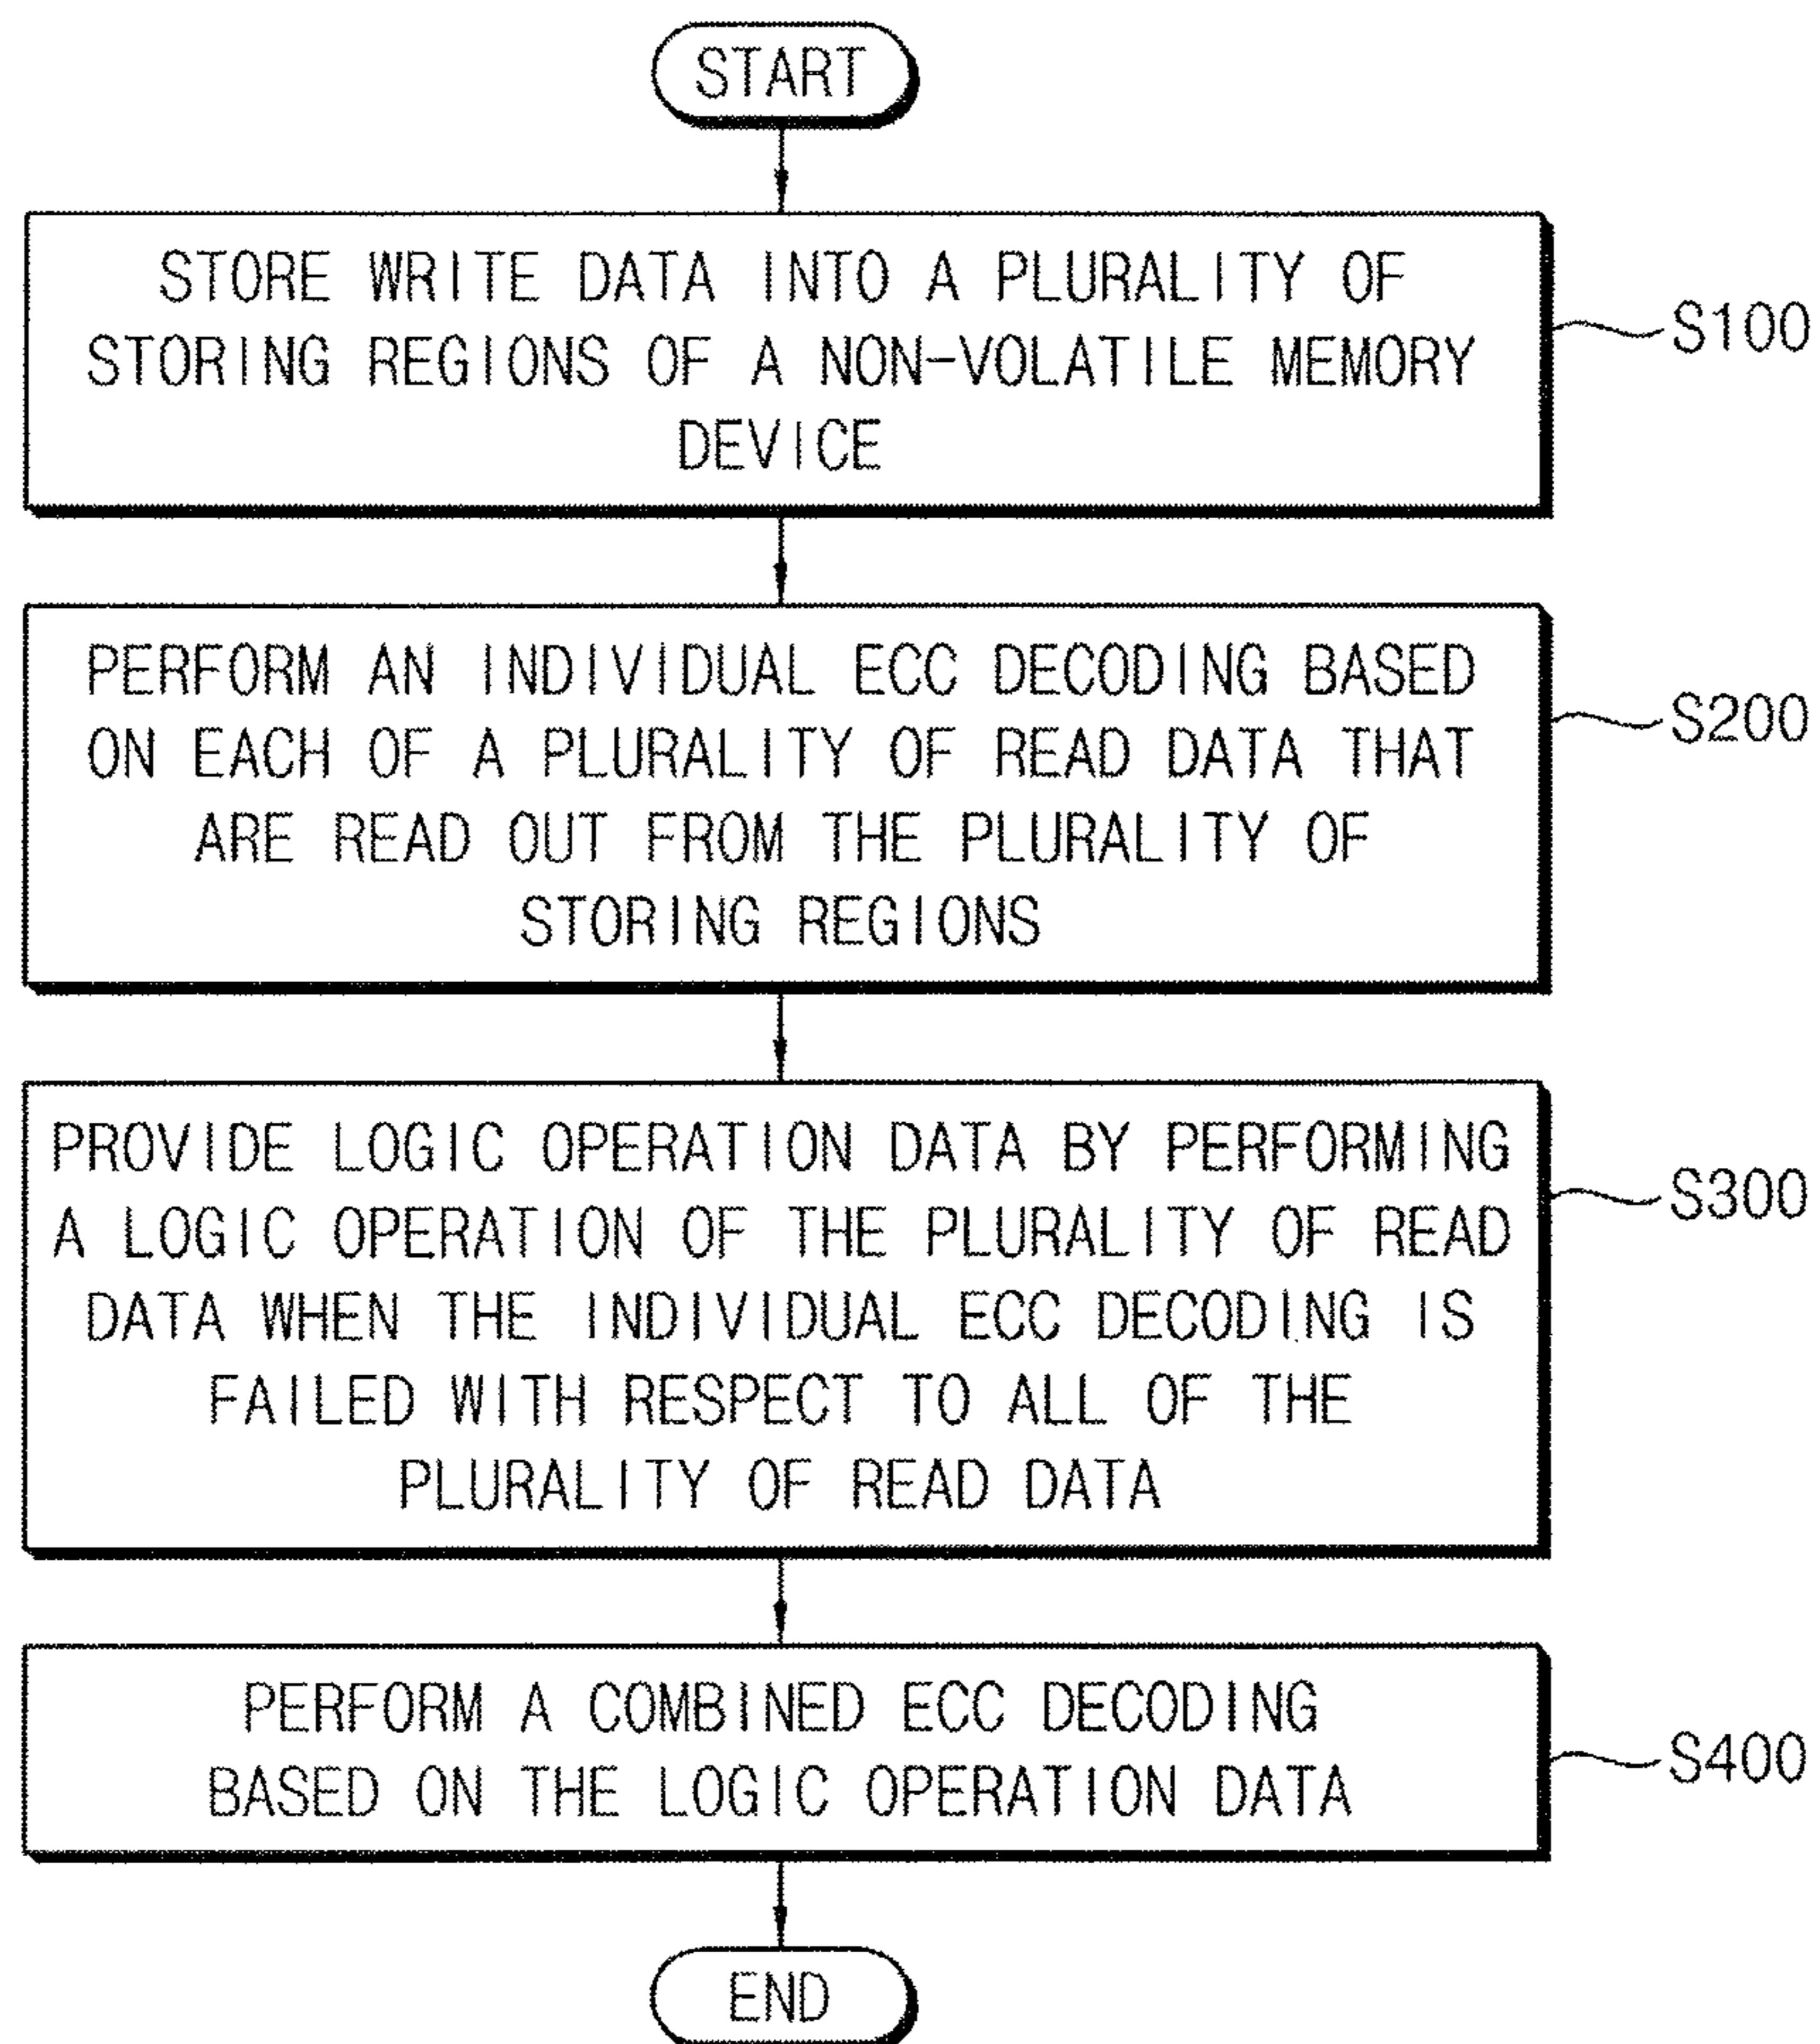 START
STORE WRITE DATA INTO A PLURALITY OF
STORING REGIONS OF A NON-VOLATILE MEMORY
DEVICE
S100
PERFORM AN INDIVIDUAL ECC DECODING BASED
ON EACH OF A PLURALITY OF READ DATA THAT
ARE READ OUT FROM THE PLURALITY OF
STORING REGIONS
S200
PROVIDE LOGIC OPERATION DATA BY PERFORMING
A LOGIC OPERATION OF THE PLURALITY OF READ
DATA WHEN THE INDIVIDUAL ECC DECODING IS
FAILED WITH RESPECT TO ALL OF THE
PLURALITY OF READ DATA
S300
PERFORM A COMBINED ECC DECODING
BASED ON THE LOGIC OPERATION DATA
S400
END